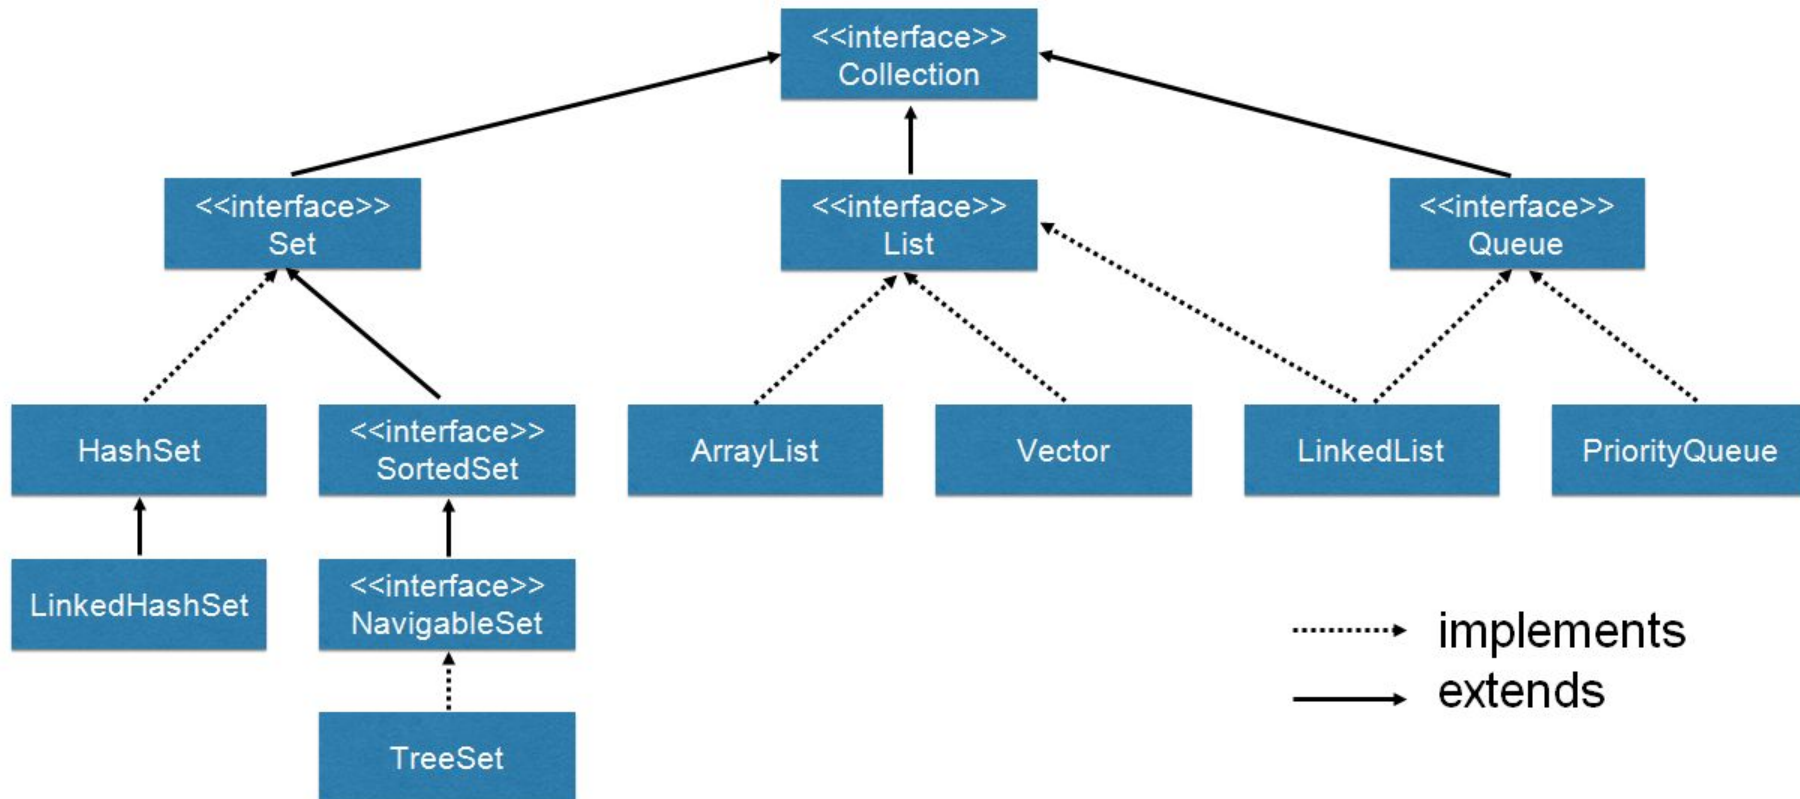 <<interface>>
Collection
<<interface>>
Set
<<interface>>
List
<<interface>>
Queue
HashSet
<<interface>>
SortedSet
ArrayList
Vector
LinkedList
PriorityQueue
LinkedHashSet
<<interface>>
NavigableSet
TreeSet
implements
extends